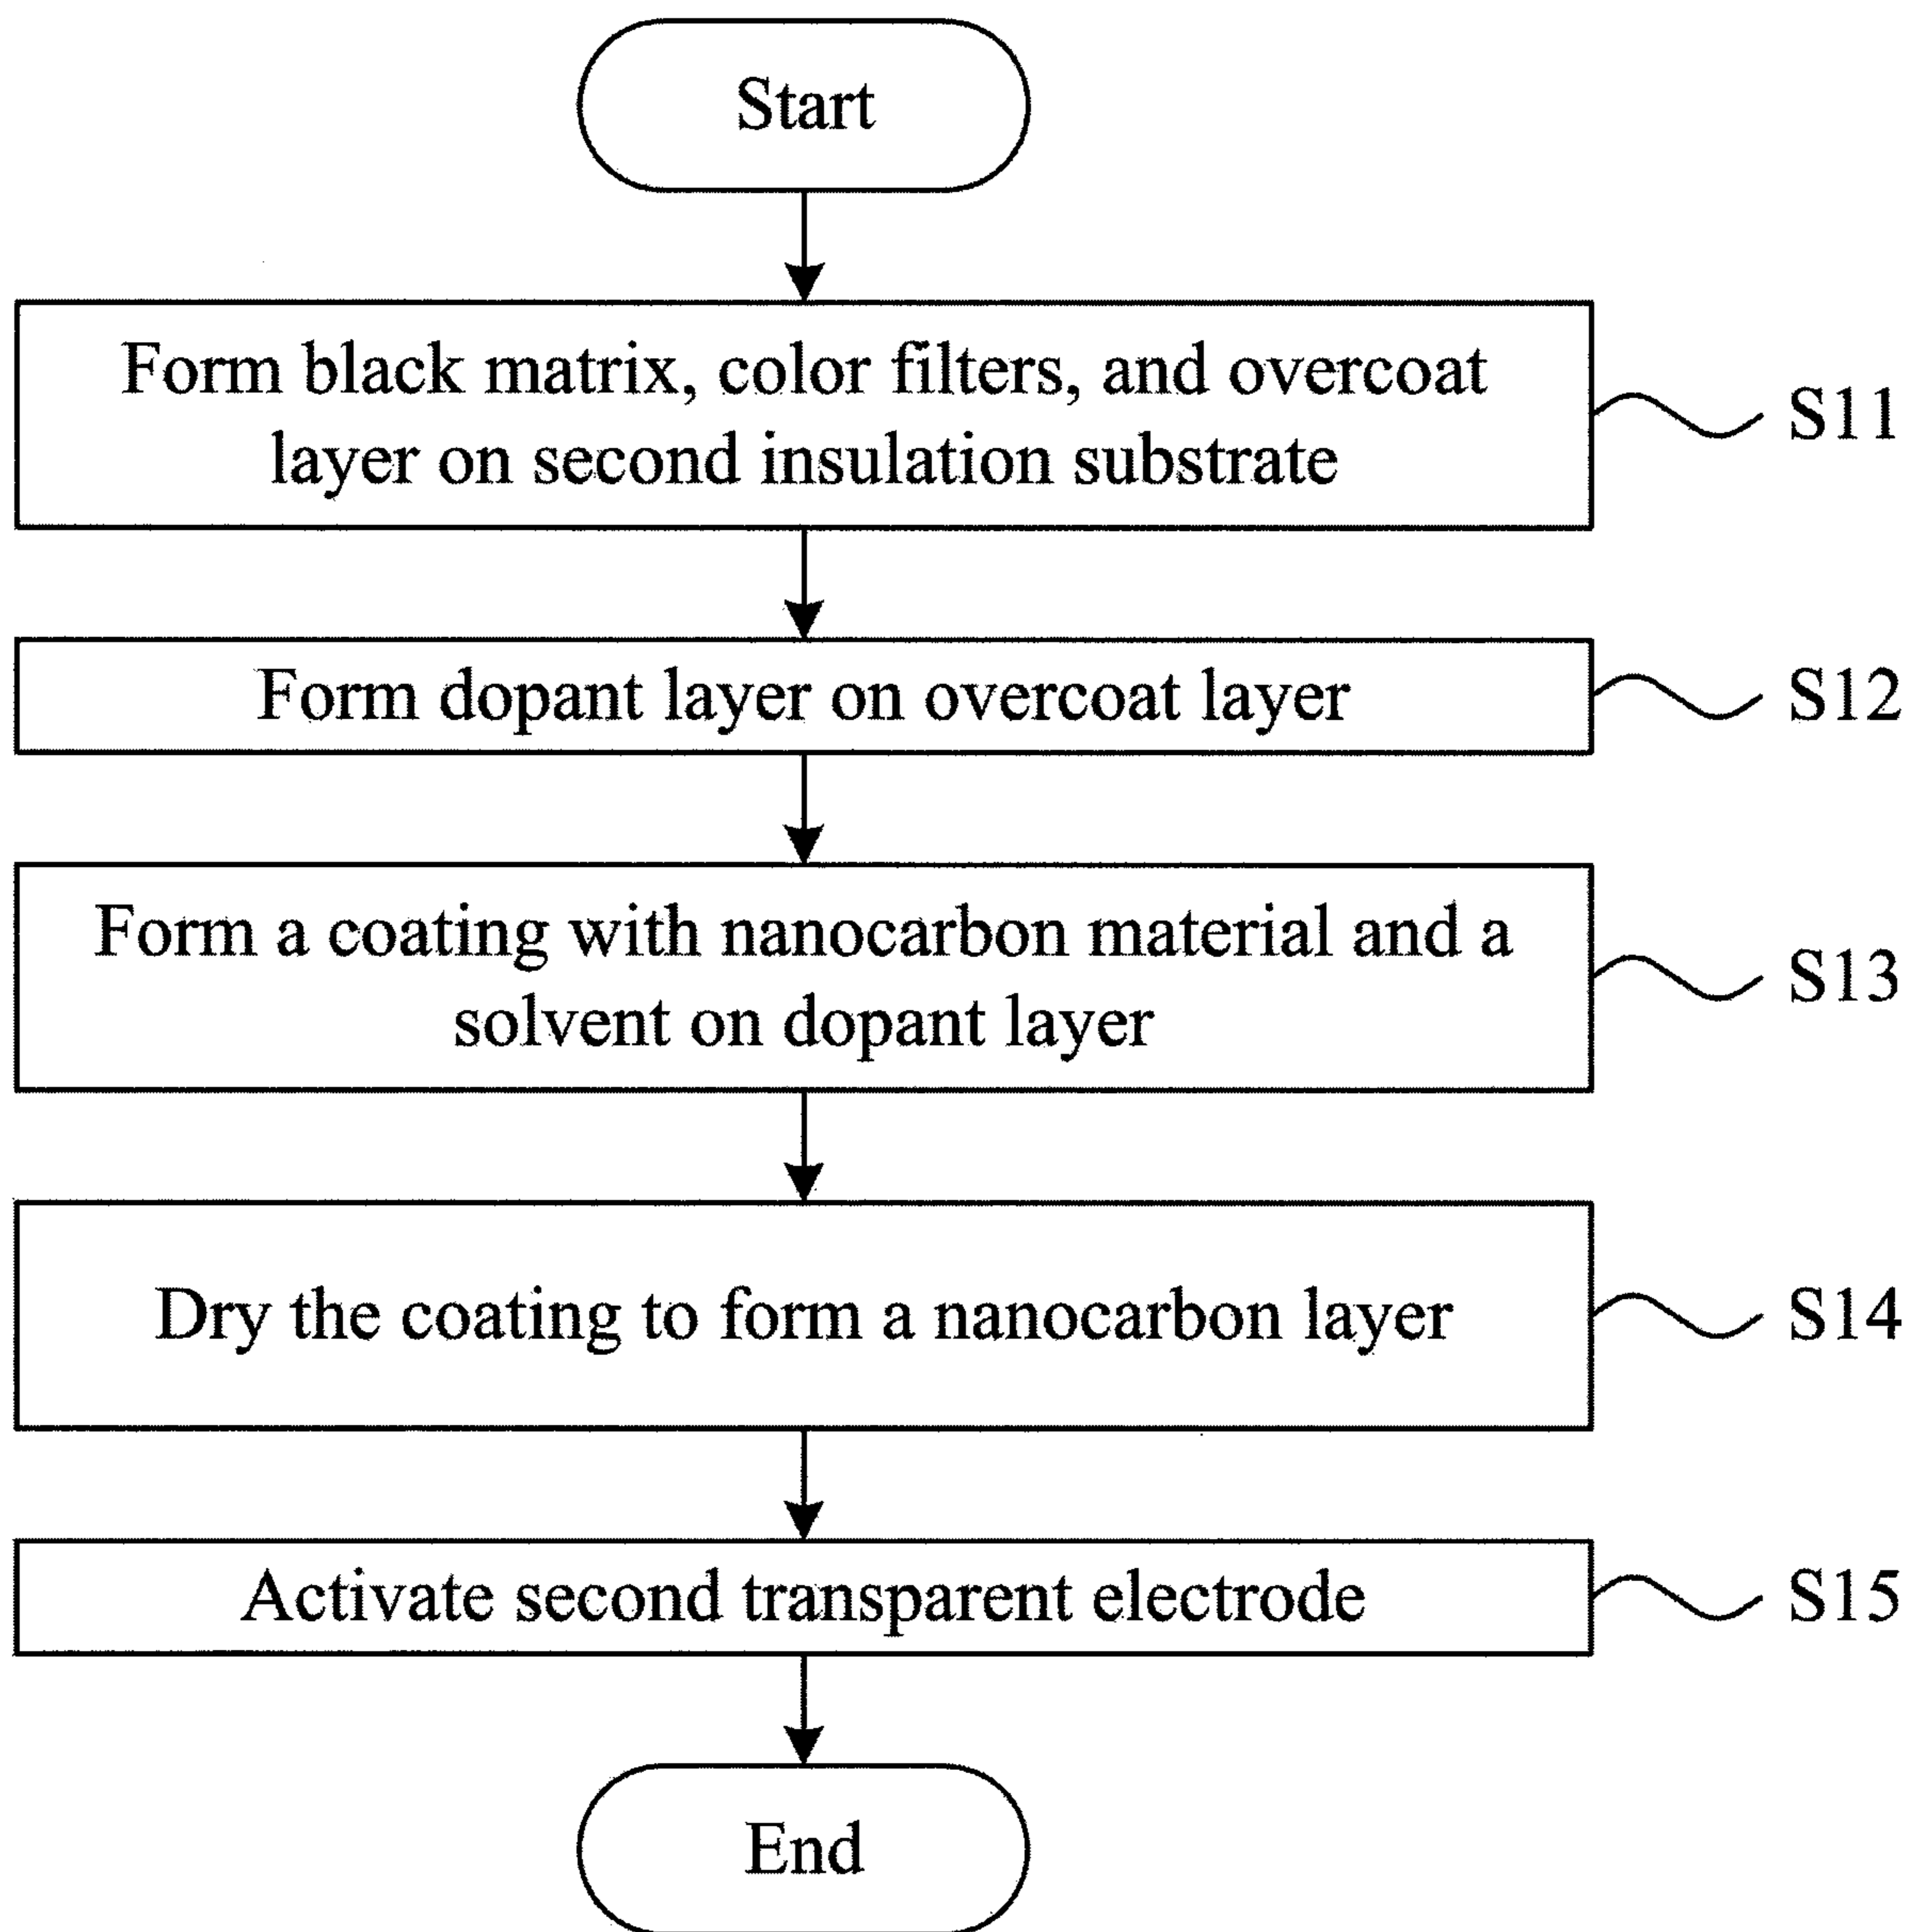 Start
Form black matrix, color filters, and overcoat
layer on second insulation substrate
S11
Form dopant layer on overcoat layer
S12
Form a coating with nanocarbon material and a
solvent on dopant layer
S13
Dry the coating to form a nanocarbon layer
S14
Activate second transparent electrode
S15
End